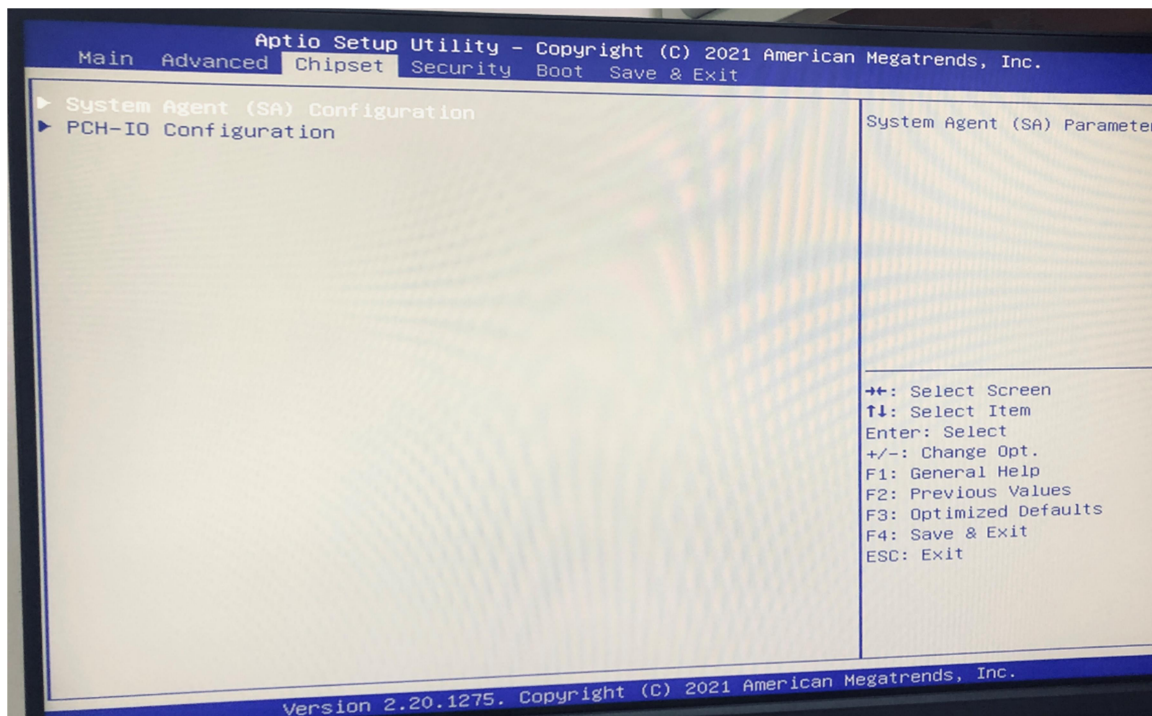 Aptio Setup Utility – Copyright (C) 2021 American Megatrends, Inc.
Main Advanced Chipset Security Boot Save & Exit
► System Agent (SA) Configuration
► PCH-IO Configuration
System Agent (SA)
→←: Select Screen
↑↓: Select Item
Enter: Select
+/-: Change Opt.
F1: General Help
F2: Previous Values
F3: Optimized Defaults
F4: Save & Exit
ESC: Exit
Version 2.20.1275. Copyright (C) 2021 American Megatrends, Inc.